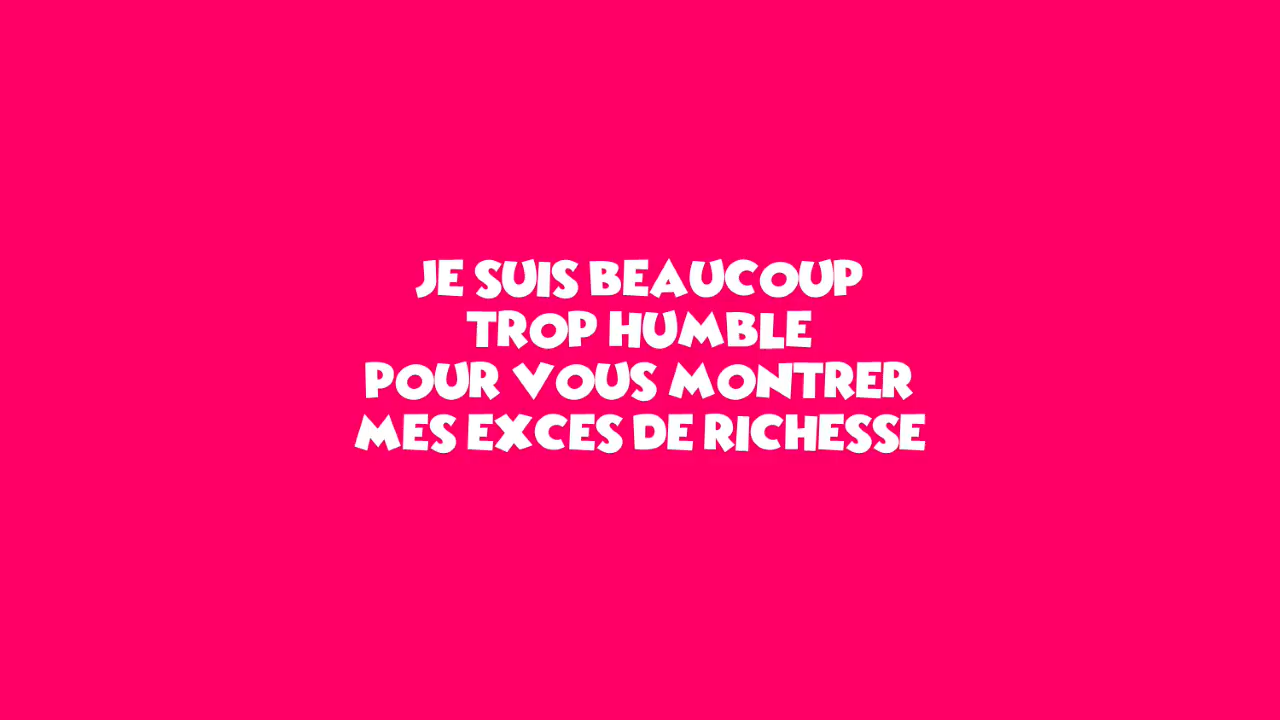 JE SUIS BEAUCOUP
TROP HUMBLE
POUR VOUS MONTRER
MES EXCES DE RICHESSE